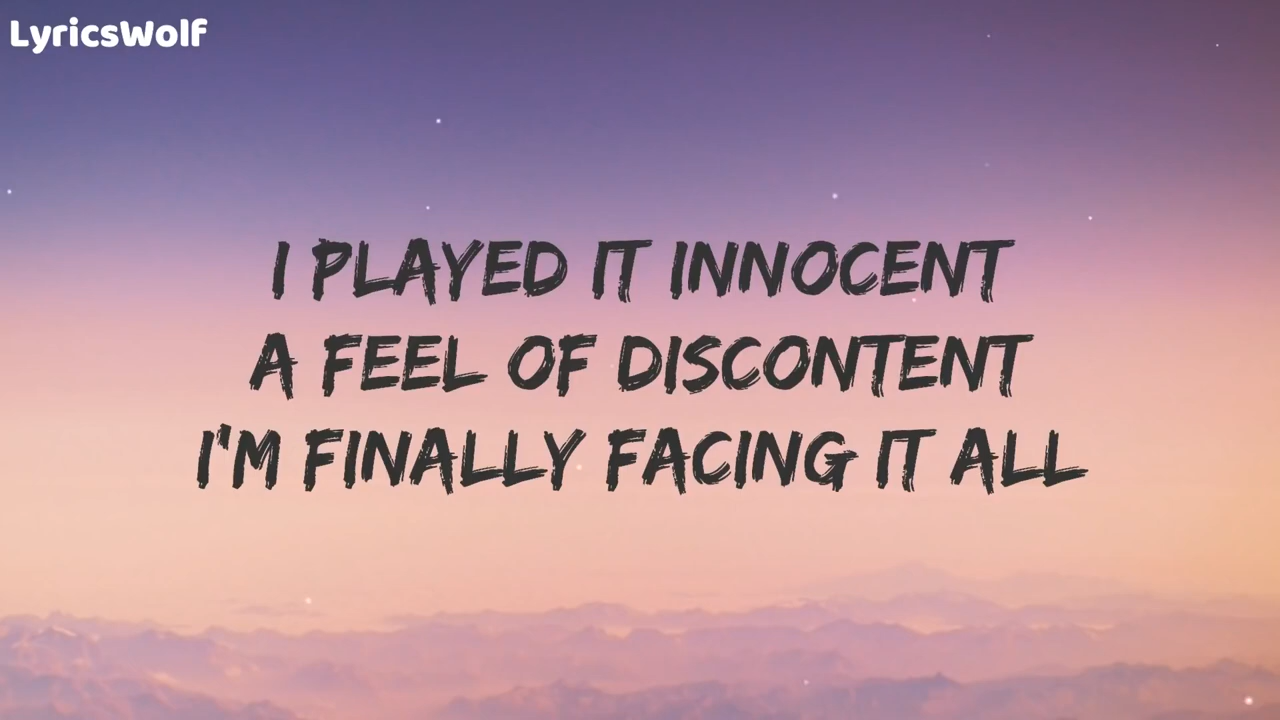 LyricsWolf
I PLAYED IT INNOCENT
A FEEL OF DISCONTENT
I'M FINALLY FACING IT ALL